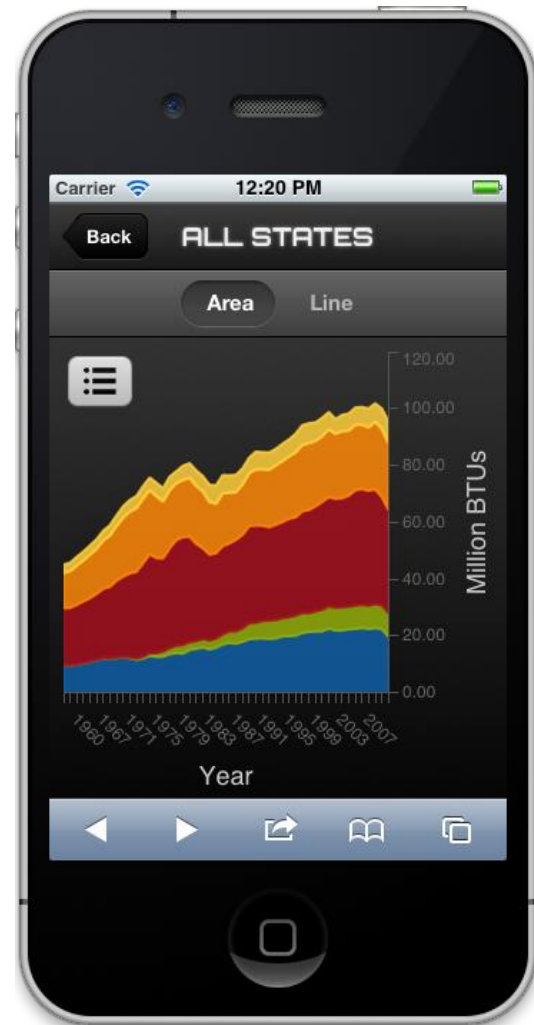 Carrier 12:20 PM
Back ALL STATES
Area Line
120.00
100.00
80.00
60.00
40.00
20.00
0.00
Million BTUs
1960 1967 1971 1975 1979 1983 1987 1991 1995 1999 2003 2007
Year